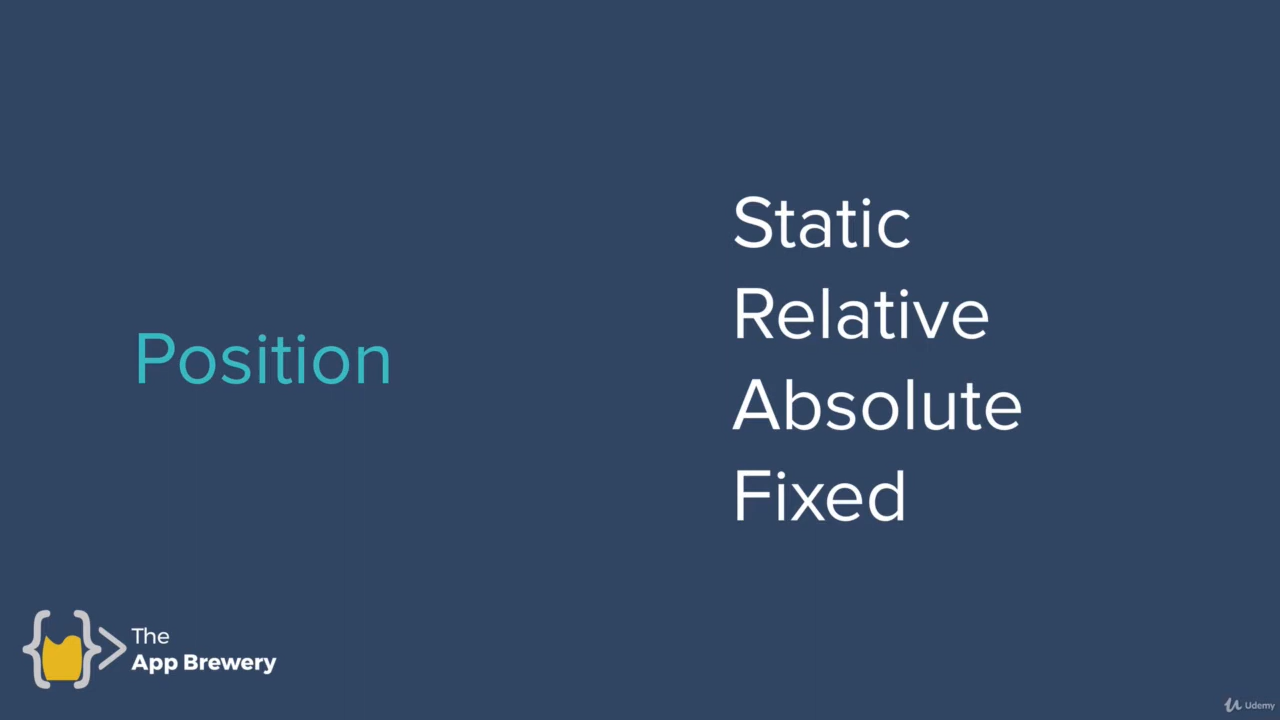 Position
Static
Relative
Absolute
Fixed
The
App Brewery
Udemy